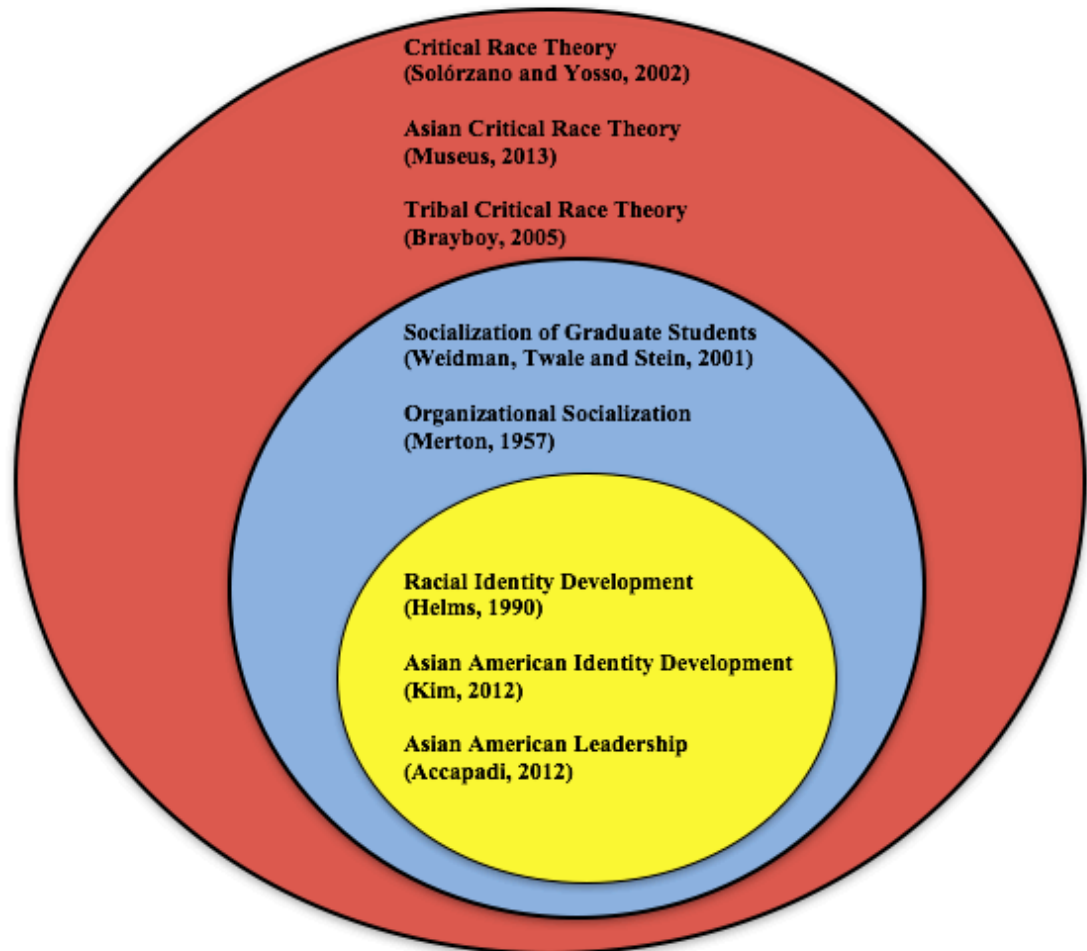 Critical Race Theory
(Solórzano and Yosso, 2002)
Asian Critical Race Theory
(Museus, 2013)
Tribal Critical Race Theory
(Brayboy, 2005)
Socialization of Graduate Students
(Weidman, Twale and Stein, 2001)
Organizational Socialization
(Merton, 1957)
Racial Identity Development
(Helms, 1990)
Asian American Identity Development
(Kim, 2012)
Asian American Leadership
(Accapadi, 2012)